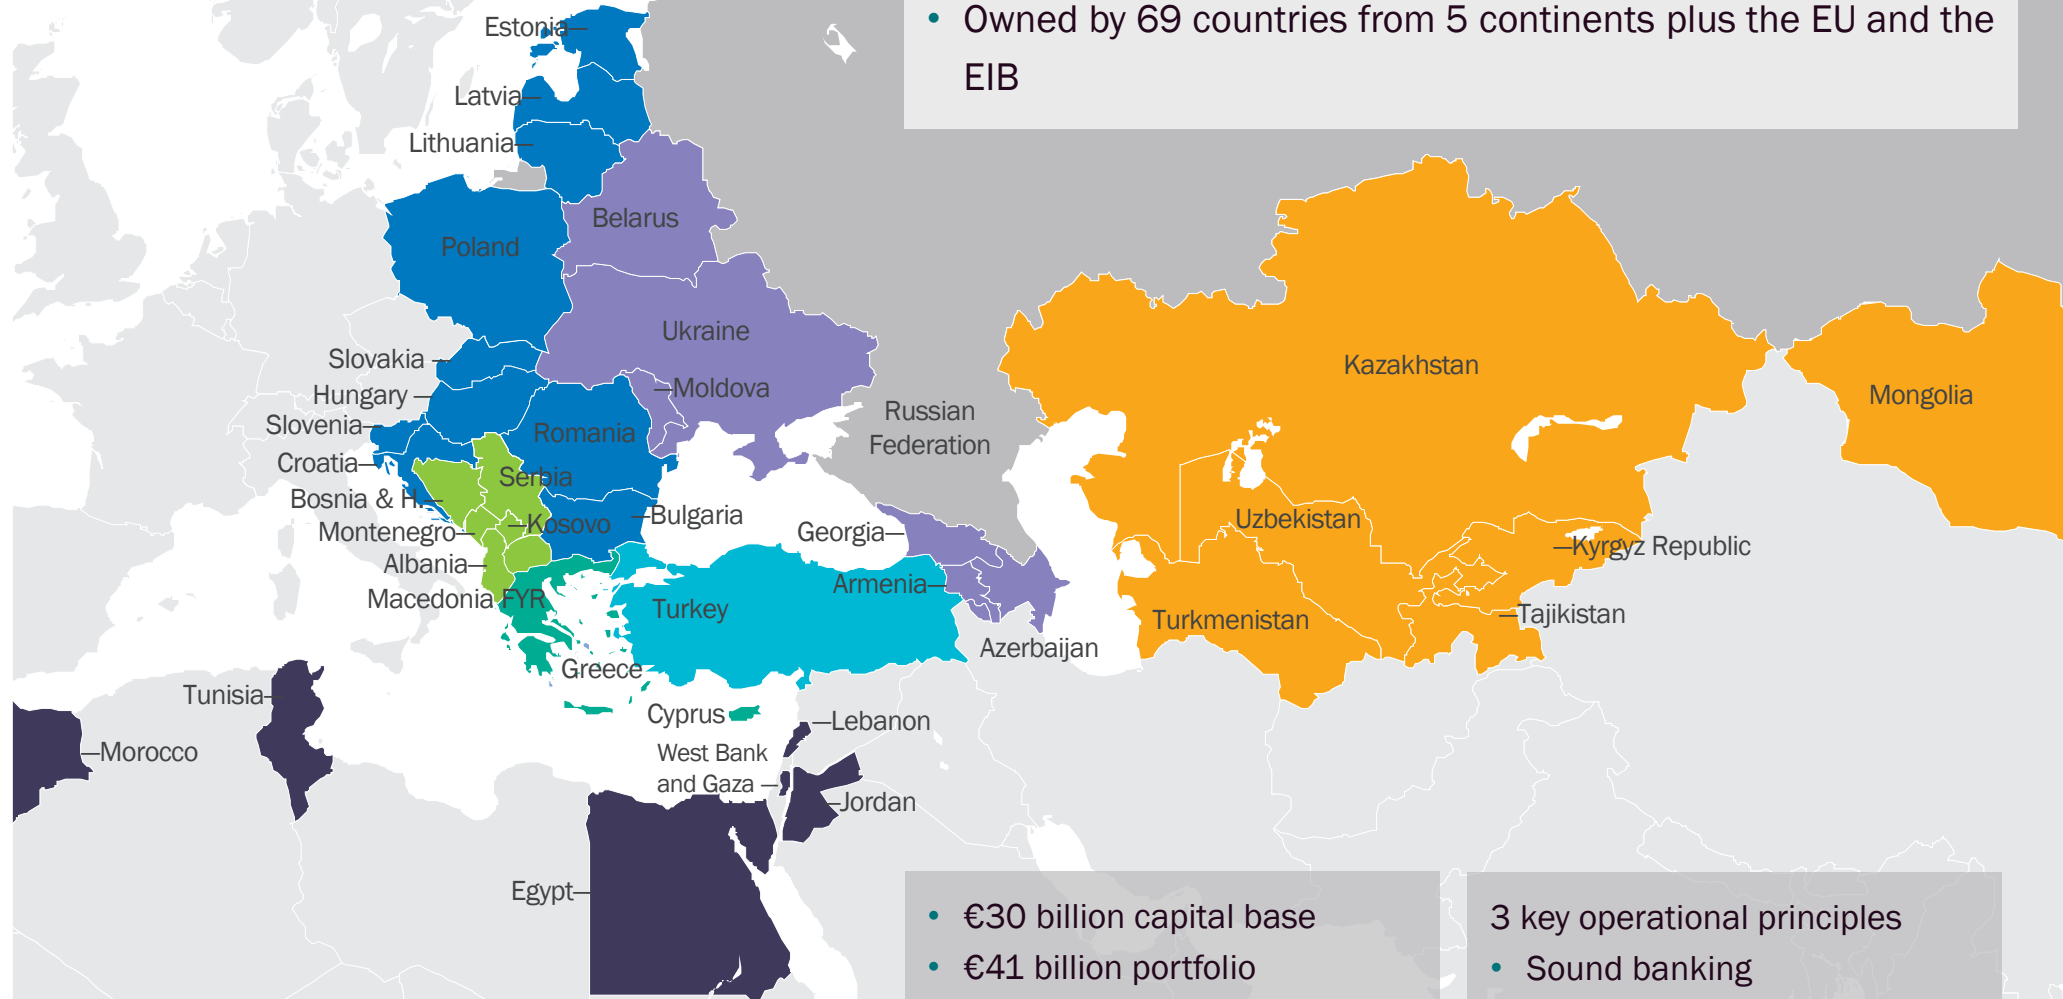 • Owned by 69 countries from 5 continents plus the EU and the
EIB
Estonia
Latvia
Lithuania
Belarus
Poland
Ukraine
Slovakia
Kazakhstan
Moldova
Hungary
Mongolia
Russian
Federation
Slovenia
Romania
Croatia
Serbia
Bosnia & H.
Bulgaria
Uzbekistan
Kosovo
Montenegro
Georgia
Kyrgyz Republic
Albania
Armenia
Macedonia FYR
Turkey
Tajikistan
Turkmenistan
Azerbaijan
Greece
Tunisia
Cyprus
Lebanon
Morocco
West Bank
and Gaza
Jordan
Egypt
• €30 billion capital base
• €41 billion portfolio
3 key operational principles
• Sound banking